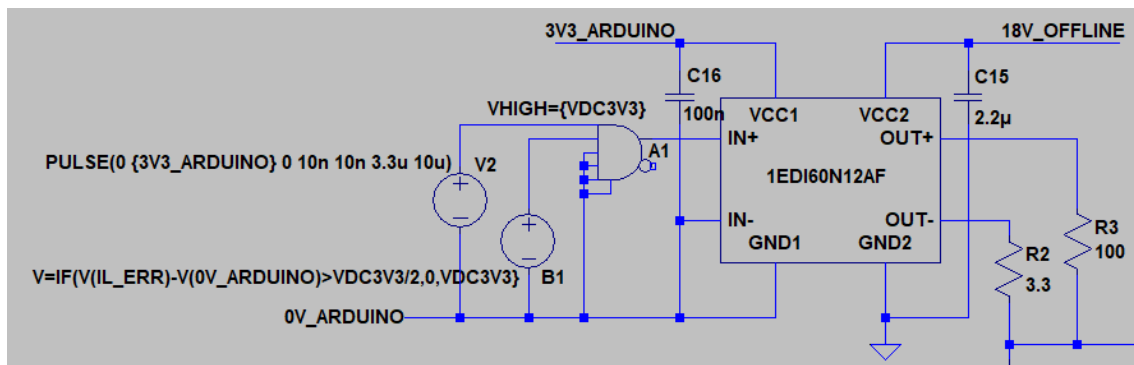 3V3_ARDUINO
18V_OFFLINE
C16
100n
C15
2.2µ
VHIGH={VDC3V3}
VCC1
VCC2
IN+
OUT+
A1
PULSE(0 {3V3_ARDUINO} 0 10n 10n 3.3u 10u)
V2
1EDI60N12AF
IN-
OUT-
GND1
GND2
R3
100
R2
3.3
V=IF(V(IL_ERR)-V(0V_ARDUINO)>VDC3V3/2,0,VDC3V3}
B1
0V_ARDUINO